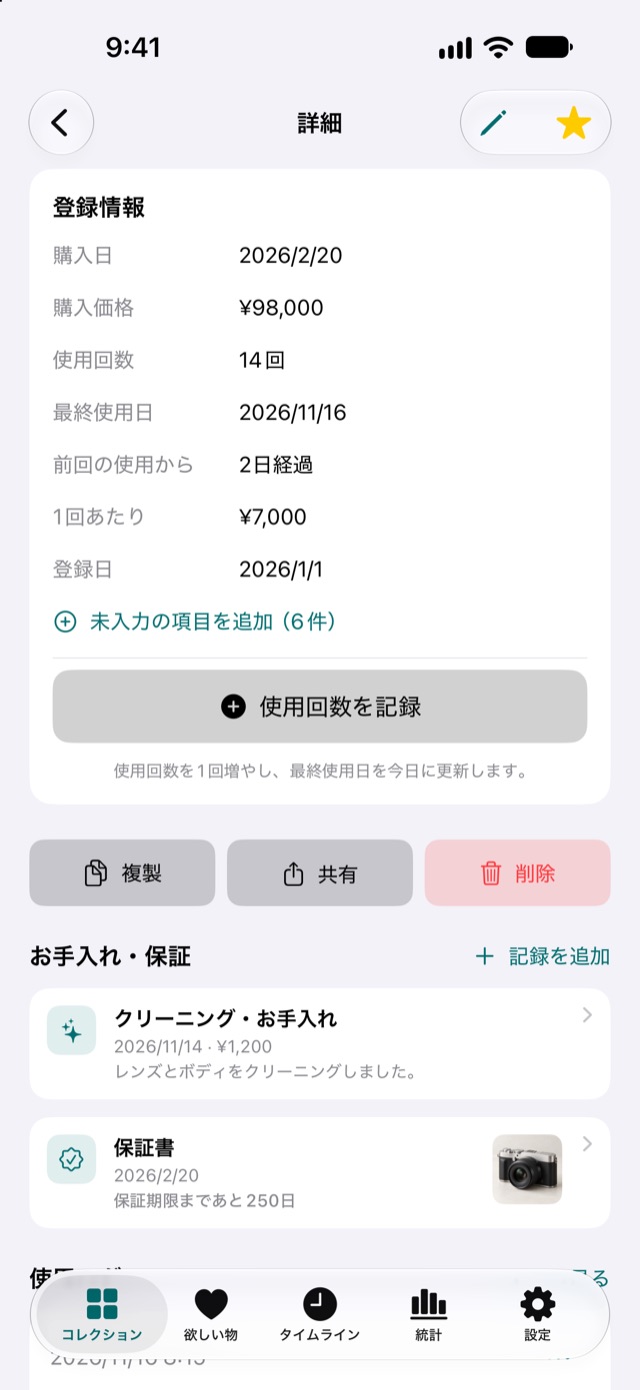 9:41
詳細
登録情報
購入日 2026/2/20
購入価格 ¥98,000
使用回数 14回
最終使用日 2026/11/16
前回の使用から 2日経過
1回あたり ¥7,000
登録日 2026/1/1
未入力の項目を追加（6件）
使用回数を記録
使用回数を1回増やし、最終使用日を今日に更新します。
複製 共有 削除
お手入れ・保証 記録を追加
クリーニング・お手入れ
2026/11/14 · ¥1,200
レンズとボディをクリーニングしました。
保証書
2026/2/20
保証期限まであと250日
コレクション 欲しい物 タイムライン 統計 設定